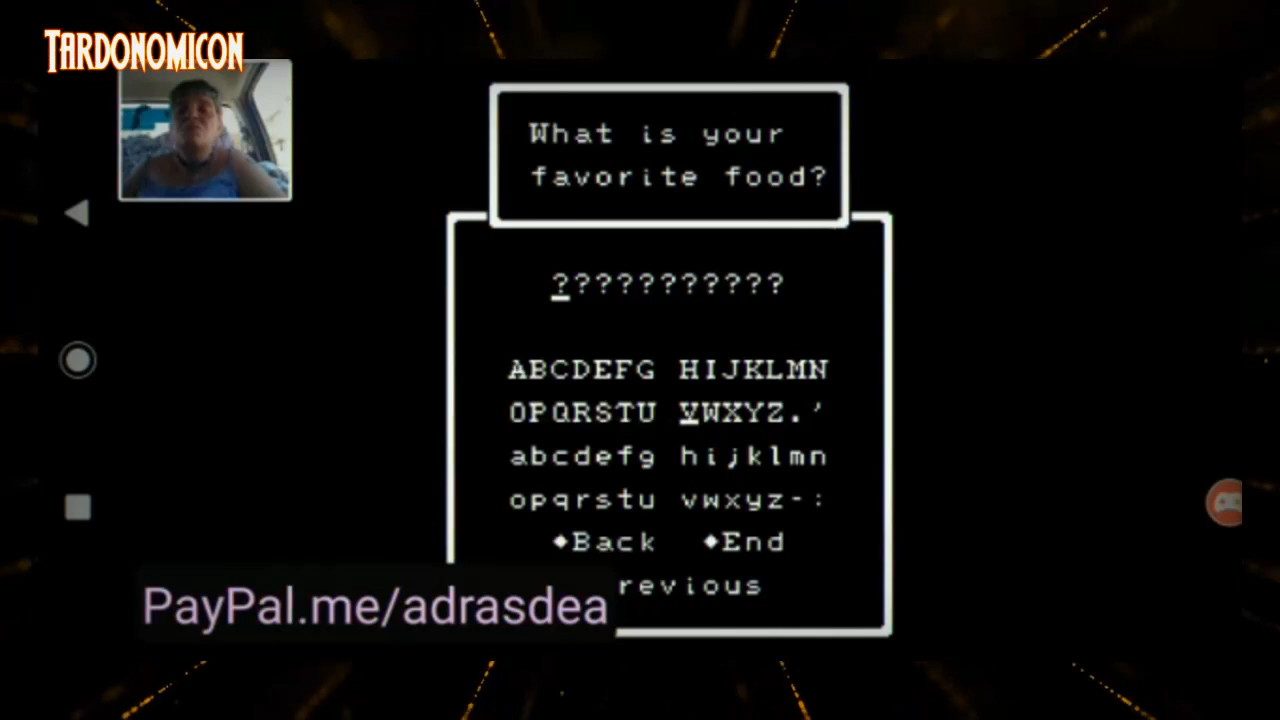 TARDONOMICON
What is your
favorite food?
???????????
ABCDEFG HIJKLMN
OPQRSTU VWXYZ.'
abcdefg hijklmn
opqrstu vwxyz-:
◆Back ◆End
revious
PayPal.me/adrasdea